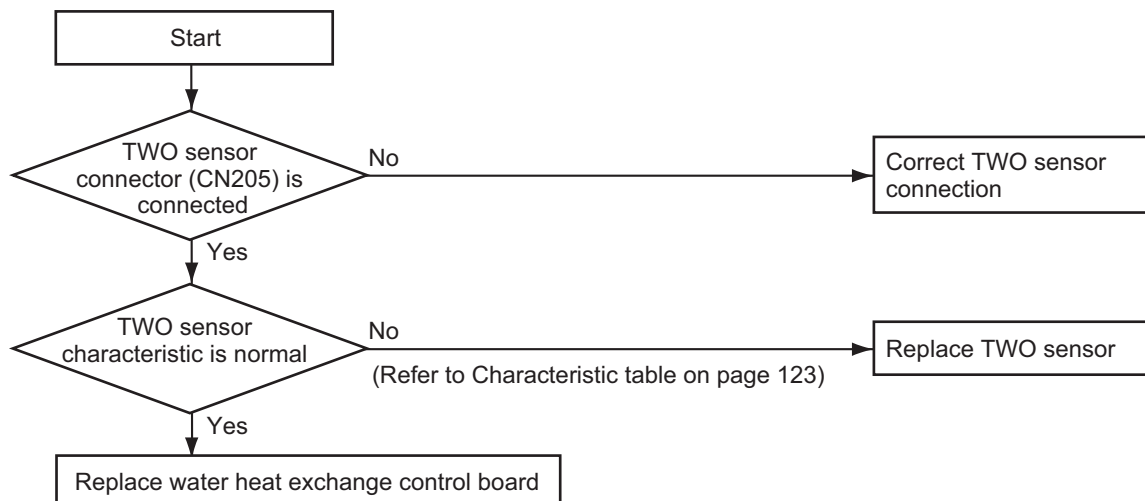 Start
TWO sensor
connector (CN205) is
connected
No
Correct TWO sensor
connection
Yes
TWO sensor
characteristic is normal
No
(Refer to Characteristic table on page 123)
Replace TWO sensor
Yes
Replace water heat exchange control board